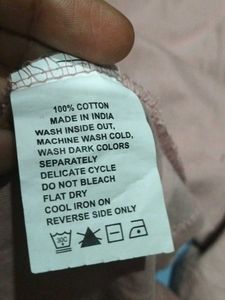 100% COTTON
MADE IN INDIA
WASH INSIDE OUT,
MACHINE WASH COLD,
WASH DARK COLORS
SEPARATELY
DELICATE CYCLE
DO NOT BLEACH
FLAT DRY
COOL IRON ON
REVERSE SIDE ONLY
30C